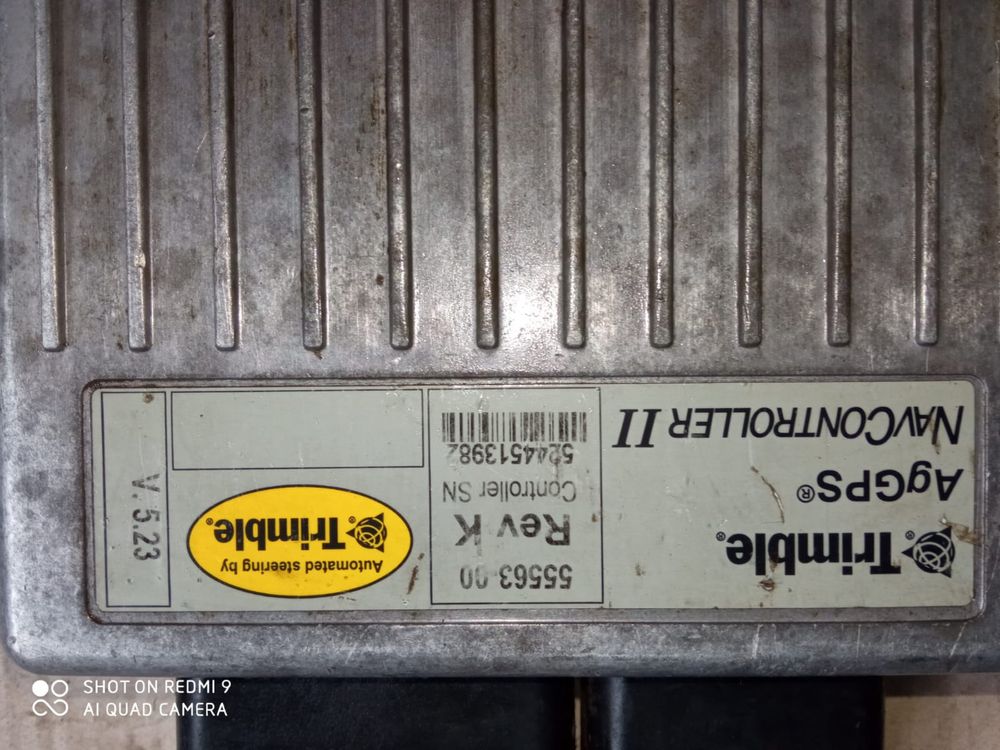 Trimble®
AgGPS®
NAVCONTROLLER II
55563-00
Rev K
Controller SN
5244513982
Automated steering by
Trimble®
V. 5.23
SHOT ON REDMI 9
AI QUAD CAMERA